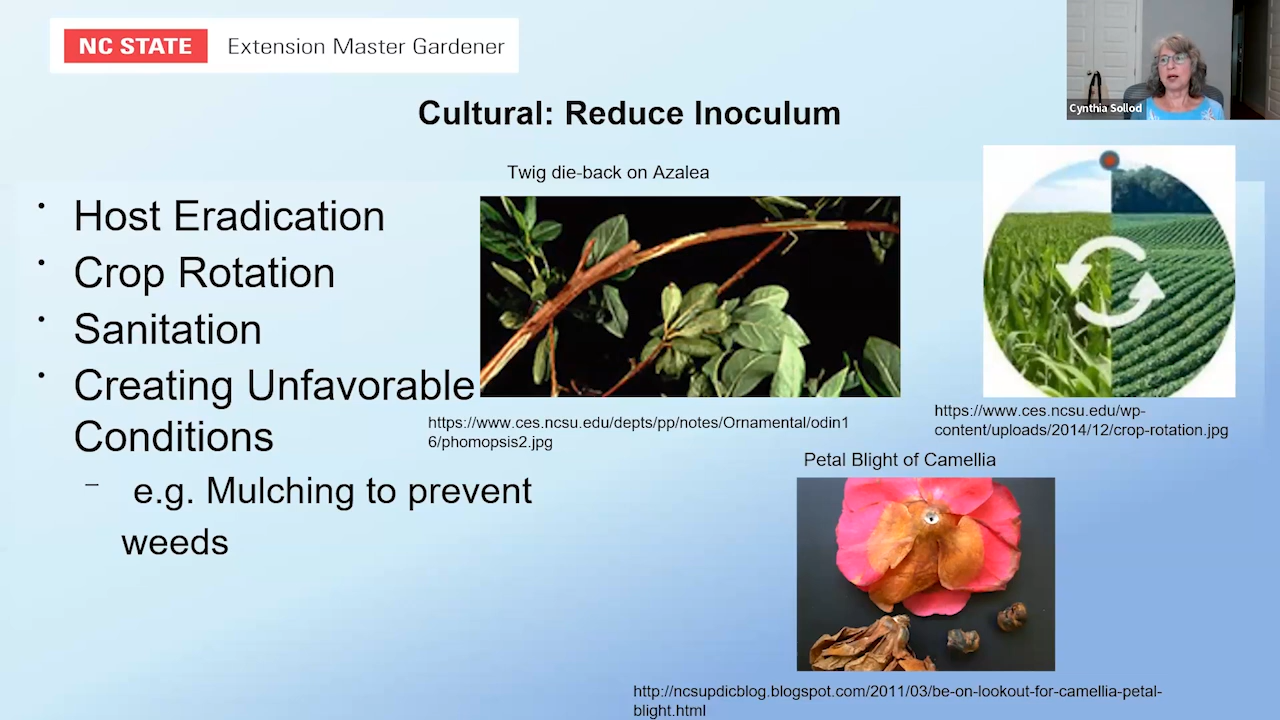 NC STATE Extension Master Gardener
Cynthia Sollod
Cultural: Reduce Inoculum
• Host Eradication
• Crop Rotation
• Sanitation
• Creating Unfavorable
Conditions
– e.g. Mulching to prevent
weeds
Twig die-back on Azalea
https://www.ces.ncsu.edu/depts/pp/notes/Ornamental/odin1
6/phomopsis2.jpg
https://www.ces.ncsu.edu/wp-
content/uploads/2014/12/crop-rotation.jpg
Petal Blight of Camellia
http://ncsupdicblog.blogspot.com/2011/03/be-on-lookout-for-camellia-petal-
blight.html